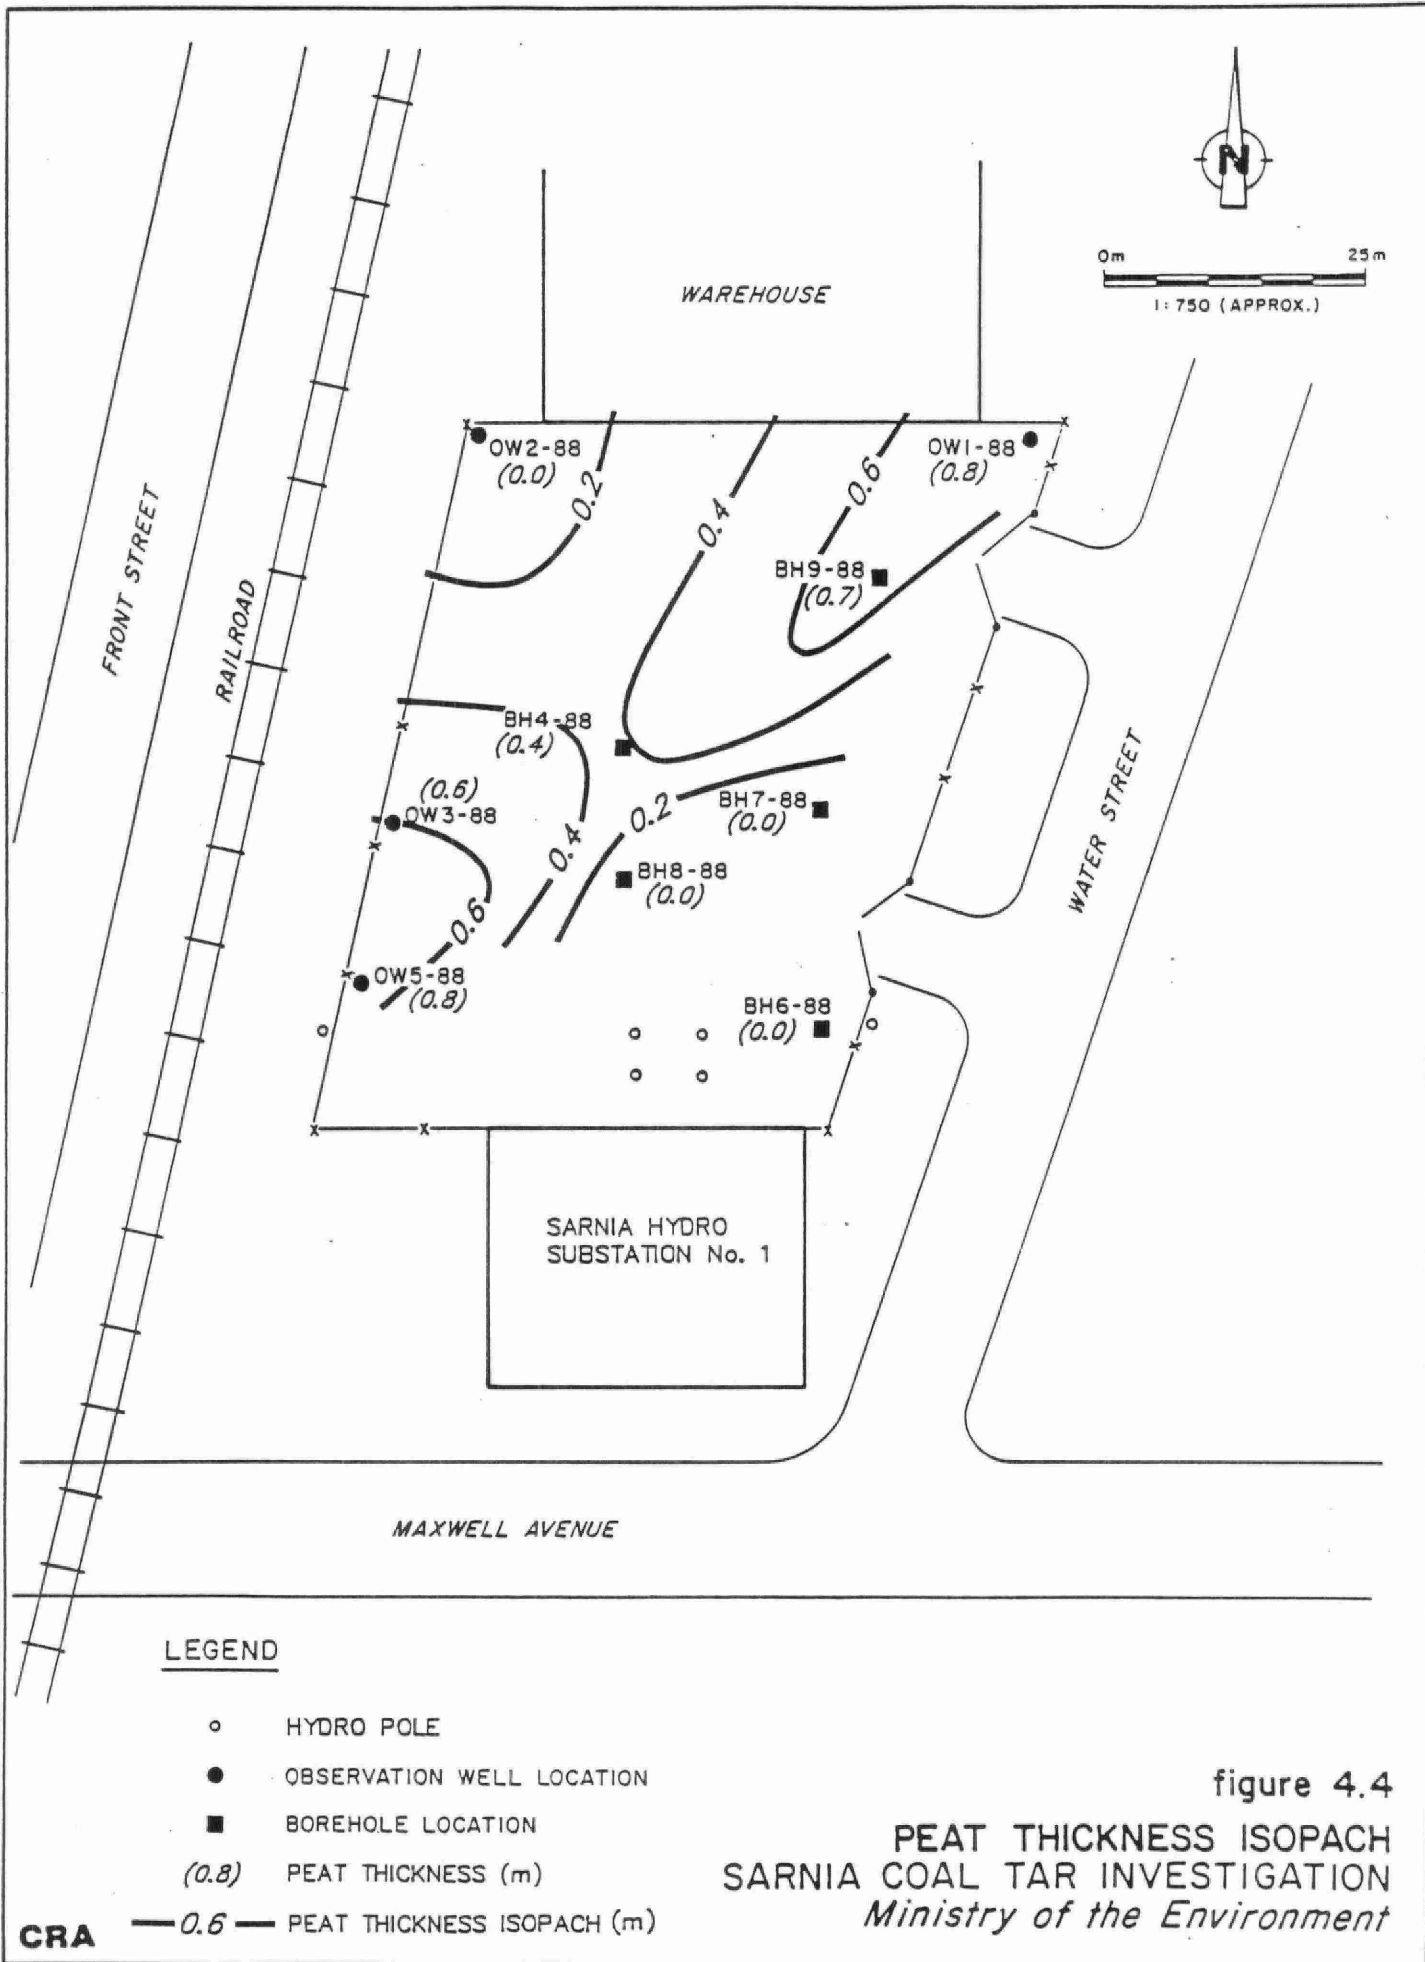 N
0m 25m
1:750 (APPROX.)
WAREHOUSE
OW2-88
(0.0)
0.2
0.4
0.6
OW1-88
(0.8)
BH9-88
(0.7)
FRONT STREET
RAILROAD
BH4-88
(0.4)
(0.6)
OW3-88
0.4
0.2
BH7-88
(0.0)
BH8-88
(0.0)
WATER STREET
0.6
OW5-88
(0.8)
BH6-88
(0.0)
SARNIA HYDRO
SUBSTATION No. 1
MAXWELL AVENUE
LEGEND
HYDRO POLE
OBSERVATION WELL LOCATION
BOREHOLE LOCATION
(0.8) PEAT THICKNESS (m)
0.6 PEAT THICKNESS ISOPACH (m)
CRA
figure 4.4
PEAT THICKNESS ISOPACH
SARNIA COAL TAR INVESTIGATION
Ministry of the Environment